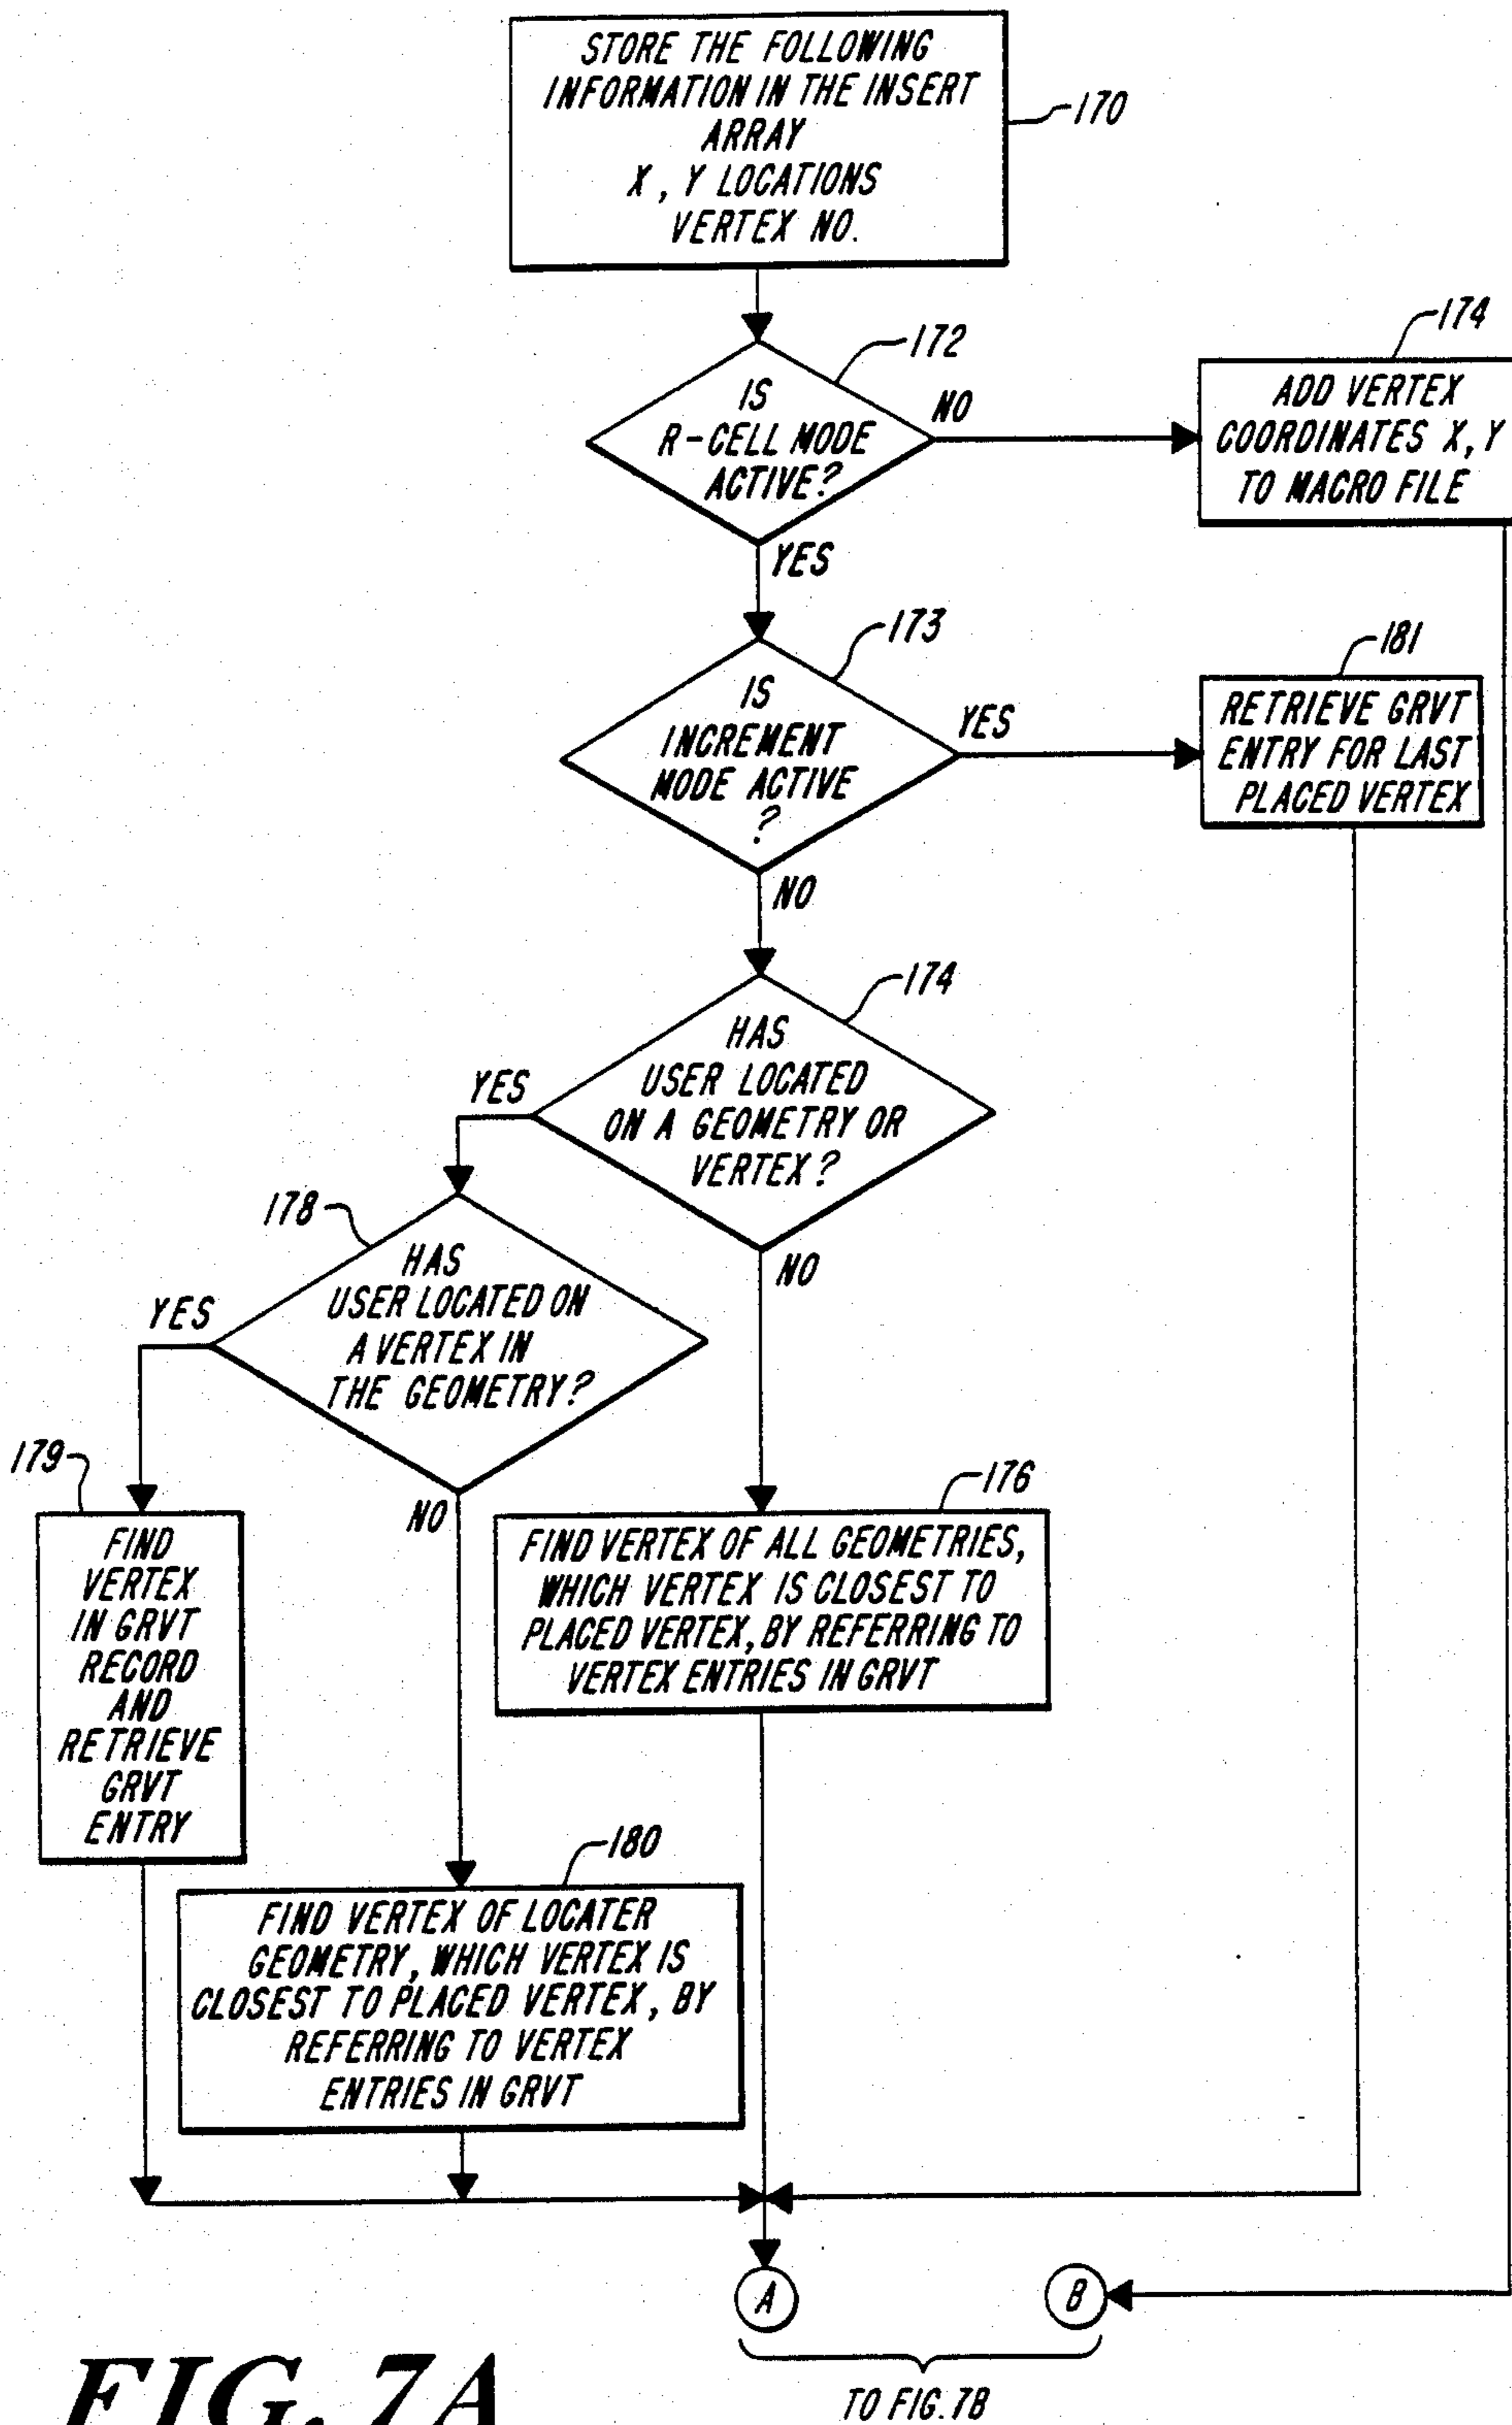 STORE THE FOLLOWING
INFORMATION IN THE INSERT
ARRAY
X, Y LOCATIONS
VERTEX NO.
170
172
IS
R-CELL MODE
ACTIVE?
NO
174
ADD VERTEX
COORDINATES X, Y
TO MACRO FILE
YES
173
IS
INCREMENT
MODE ACTIVE
?
YES
181
RETRIEVE GRVT
ENTRY FOR LAST
PLACED VERTEX
NO
174
HAS
USER LOCATED
ON A GEOMETRY OR
VERTEX?
YES
NO
178
HAS
USER LOCATED ON
A VERTEX IN
THE GEOMETRY?
YES
NO
179
FIND
VERTEX
IN GRVT
RECORD
AND
RETRIEVE
GRVT
ENTRY
176
FIND VERTEX OF ALL GEOMETRIES,
WHICH VERTEX IS CLOSEST TO
PLACED VERTEX, BY REFERRING TO
VERTEX ENTRIES IN GRVT
180
FIND VERTEX OF LOCATER
GEOMETRY, WHICH VERTEX IS
CLOSEST TO PLACED VERTEX, BY
REFERRING TO VERTEX
ENTRIES IN GRVT
A
B
TO FIG. 7B
FIG. 7A